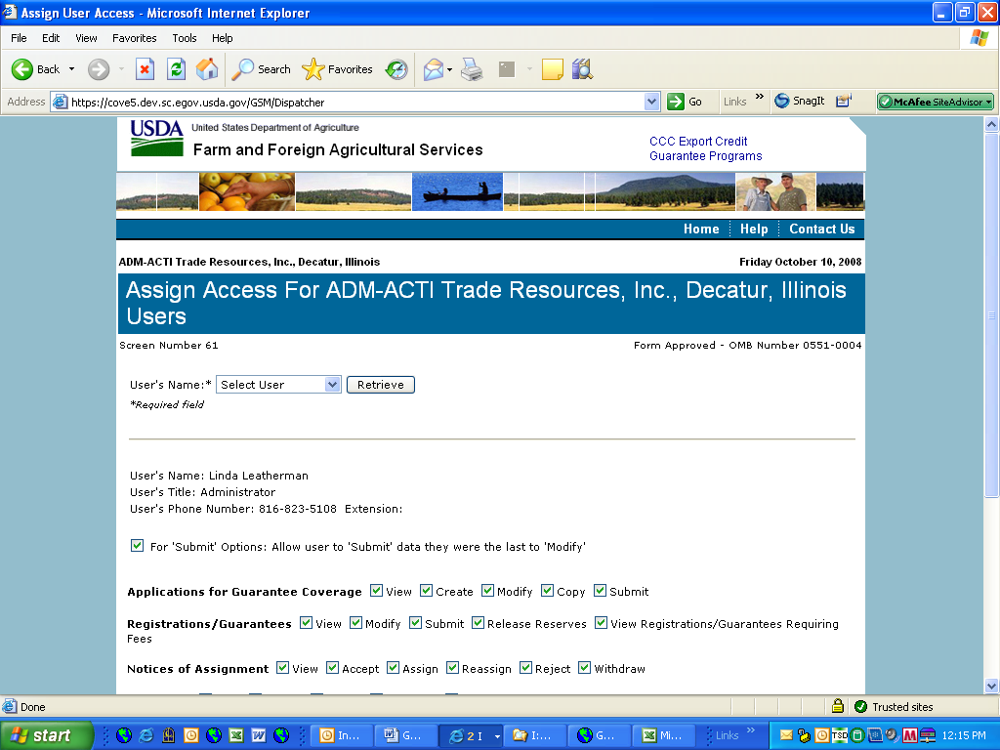 Assign User Access - Microsoft Internet Explorer
File Edit View Favorites Tools Help
Back Search Favorites
Address https://cove5.dev.sc.egov.usda.gov/GSM/Dispatcher Go Links » SnagIt McAfee SiteAdvisor
USDA United States Department of Agriculture
Farm and Foreign Agricultural Services
CCC Export Credit
Guarantee Programs
Home Help Contact Us
ADM-ACTI Trade Resources, Inc., Decatur, Illinois Friday October 10, 2008
Assign Access For ADM-ACTI Trade Resources, Inc., Decatur, Illinois
Users
Screen Number 61 Form Approved - OMB Number 0551-0004
User's Name:* Select User Retrieve
*Required field
User's Name: Linda Leatherman
User's Title: Administrator
User's Phone Number: 816-823-5108 Extension:
For 'Submit' Options: Allow user to 'Submit' data they were the last to 'Modify'
Applications for Guarantee Coverage View Create Modify Copy Submit
Registrations/Guarantees View Modify Submit Release Reserves View Registrations/Guarantees Requiring
Fees
Notices of Assignment View Accept Assign Reassign Reject Withdraw
Done Trusted sites
start In... G... 2 I I:... G... Mi... Links » TSD 12:15 PM